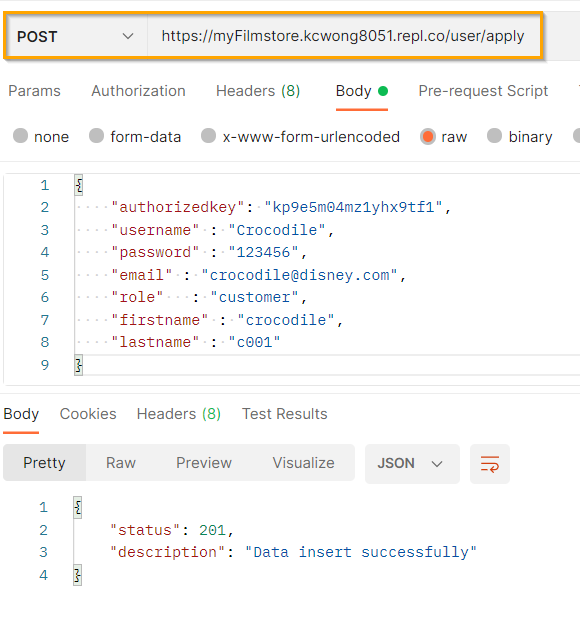 POST https://myFilmstore.kcwong8051.repl.co/user/apply
Params Authorization Headers (8) Body Pre-request Script
none form-data x-www-form-urlencoded raw binary
1 {
2 "authorizedkey": "kp9e5m04mz1yhx9tf1",
3 "username" : "Crocodile",
4 "password" : "123456",
5 "email" : "crocodile@disney.com",
6 "role" : "customer",
7 "firstname" : "crocodile",
8 "lastname" : "c001"
9 }
Body Cookies Headers (8) Test Results
Pretty Raw Preview Visualize JSON
1 {
2 "status": 201,
3 "description": "Data insert successfully"
4 }